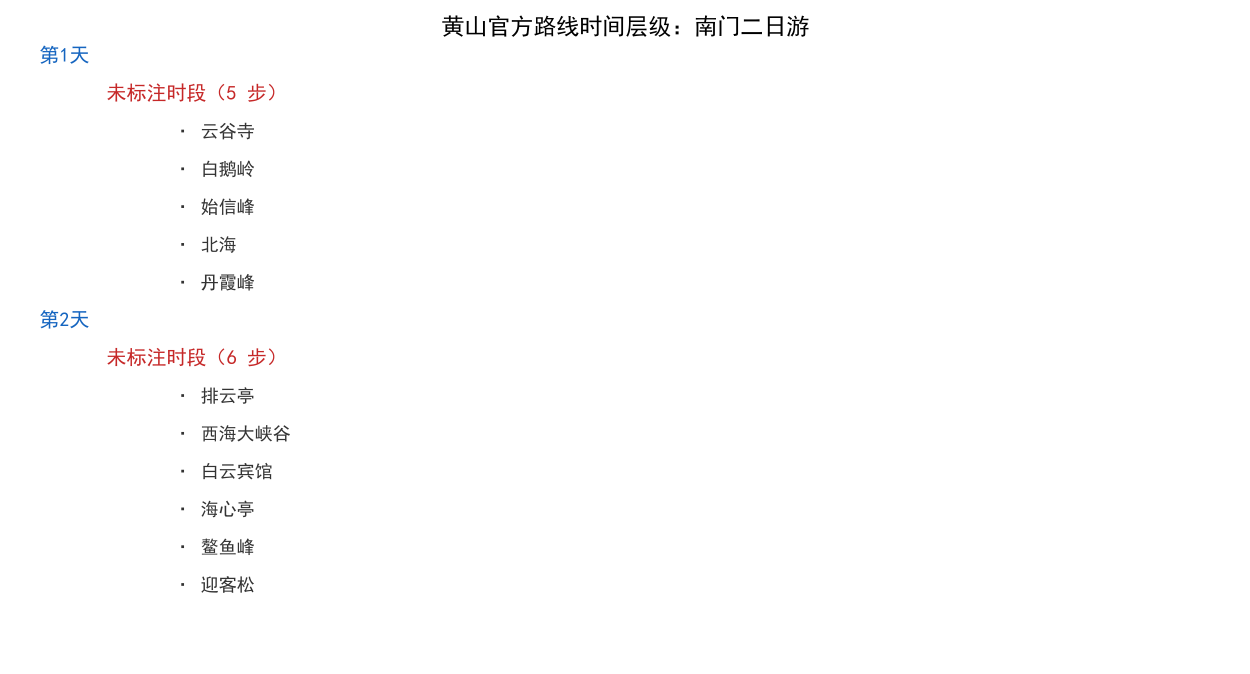 黄山官方路线时间层级：南门二日游
第1天
未标注时段（5 步）
· 云谷寺
· 白鹅岭
· 始信峰
· 北海
· 丹霞峰
第2天
未标注时段（6 步）
· 排云亭
· 西海大峡谷
· 白云宾馆
· 海心亭
· 鳌鱼峰
· 迎客松